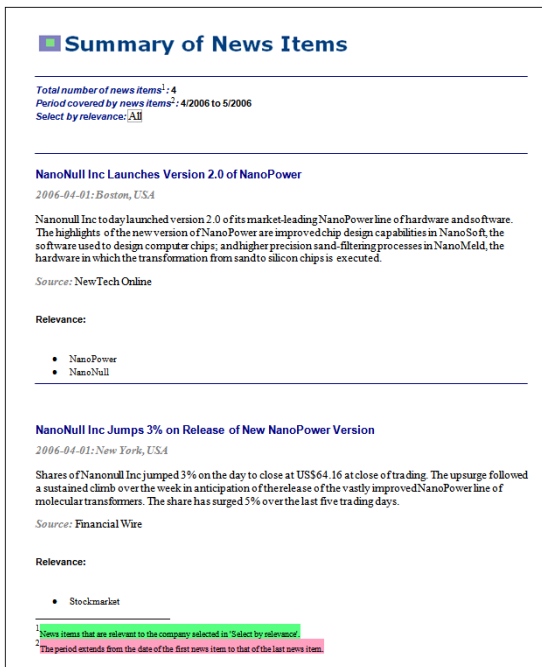 Summary of News Items
Total number of news items1: 4
Period covered by news items2: 4/2006 to 5/2006
Select by relevance: All
NanoNull Inc Launches Version 2.0 of NanoPower
2006-04-01: Boston, USA
Nanonull Inc today launched version 2.0 of its market-leading NanoPower line of hardware and software.
The highlights of the new version of NanoPower are improved chip design capabilities in NanoSoft, the
software used to design computer chips; and higher precision sand-filtering processes in NanoMeld, the
hardware in which the transformation from sand to silicon chips is executed.
Source: NewTech Online
Relevance:
● NanoPower
● NanoNull
NanoNull Inc Jumps 3% on Release of New NanoPower Version
2006-04-01: New York, USA
Shares of Nanonull Inc jumped 3% on the day to close at US$64.16 at close of trading. The upsurge followed
a sustained climb over the week in anticipation of the release of the vastly improved NanoPower line of
molecular transformers. The share has surged 5% over the last five trading days.
Source: Financial Wire
Relevance:
● Stockmarket
1 News items that are relevant to the company selected in 'Select by relevance'.
2 The period extends from the date of the first news item to that of the last news item.